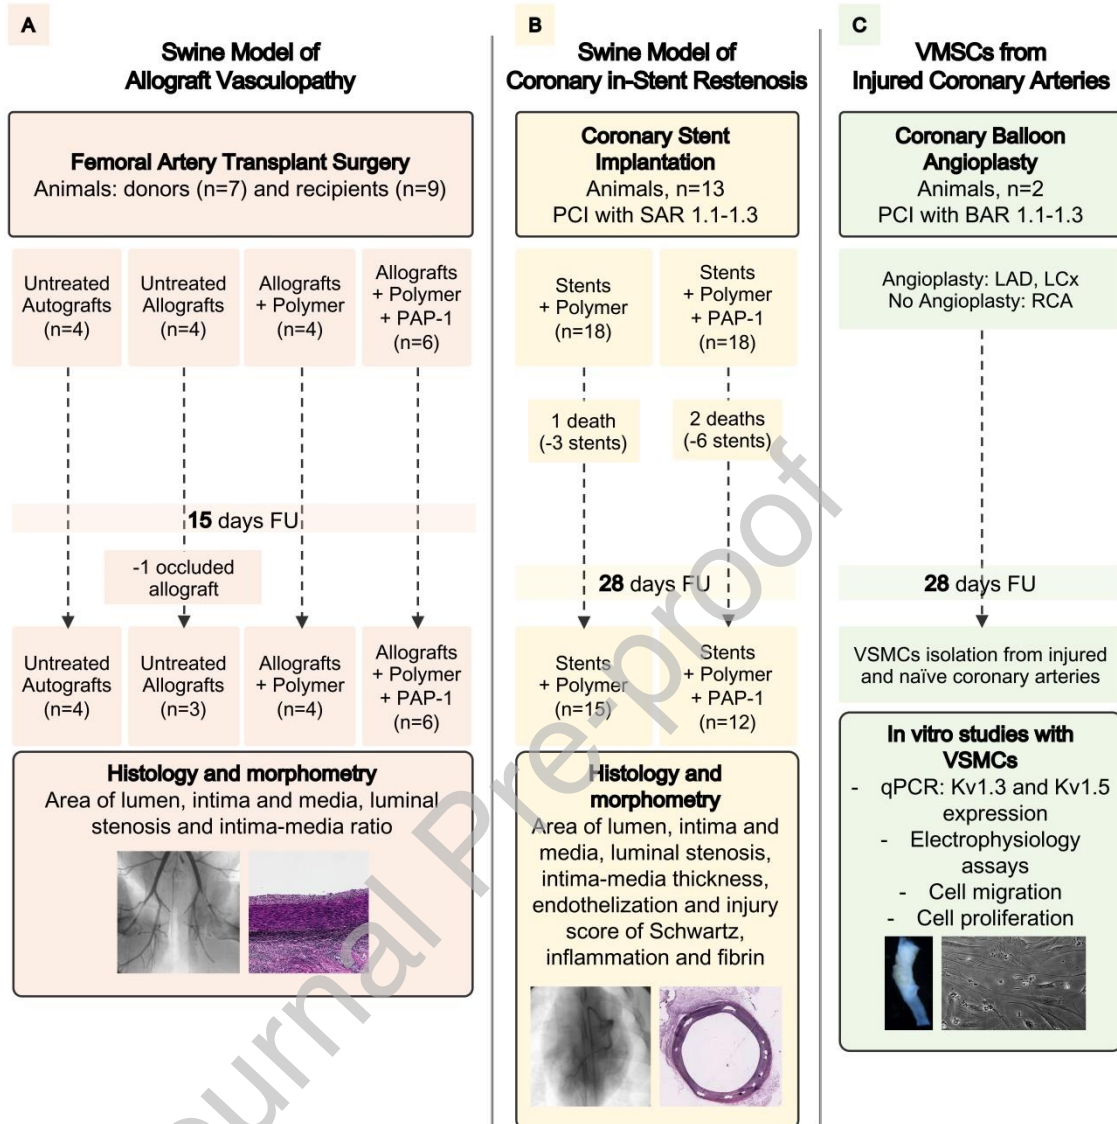 A
Swine Model of
Allograft Vasculopathy
Femoral Artery Transplant Surgery
Animals: donors (n=7) and recipients (n=9)
Untreated
Autografts
(n=4)
Untreated
Allografts
(n=4)
Allografts
+ Polymer
(n=4)
Allografts
+ Polymer
+ PAP-1
(n=6)
15 days FU
-1 occluded
allograft
Untreated
Autografts
(n=4)
Untreated
Allografts
(n=3)
Allografts
+ Polymer
(n=4)
Allografts
+ Polymer
+ PAP-1
(n=6)
Histology and morphometry
Area of lumen, intima and media, luminal
stenosis and intima-media ratio
B
Swine Model of
Coronary in-Stent Restenosis
Coronary Stent
Implantation
Animals, n=13
PCI with SAR 1.1-1.3
Stents
+ Polymer
(n=18)
Stents
+ Polymer
+ PAP-1
(n=18)
1 death
(-3 stents)
2 deaths
(-6 stents)
28 days FU
Stents
+ Polymer
(n=15)
Stents
+ Polymer
+ PAP-1
(n=12)
Histology and
morphometry
Area of lumen, intima and
media, luminal stenosis,
intima-media thickness,
endothelization and injury
score of Schwartz,
inflammation and fibrin
C
VMSCs from
Injured Coronary Arteries
Coronary Balloon
Angioplasty
Animals, n=2
PCI with BAR 1.1-1.3
Angioplasty: LAD, LCx
No Angioplasty: RCA
28 days FU
VSMCs isolation from injured
and naïve coronary arteries
In vitro studies with
VSMCs
- qPCR: Kv1.3 and Kv1.5
expression
- Electrophysiology
assays
- Cell migration
- Cell proliferation
Journal Pre-proof